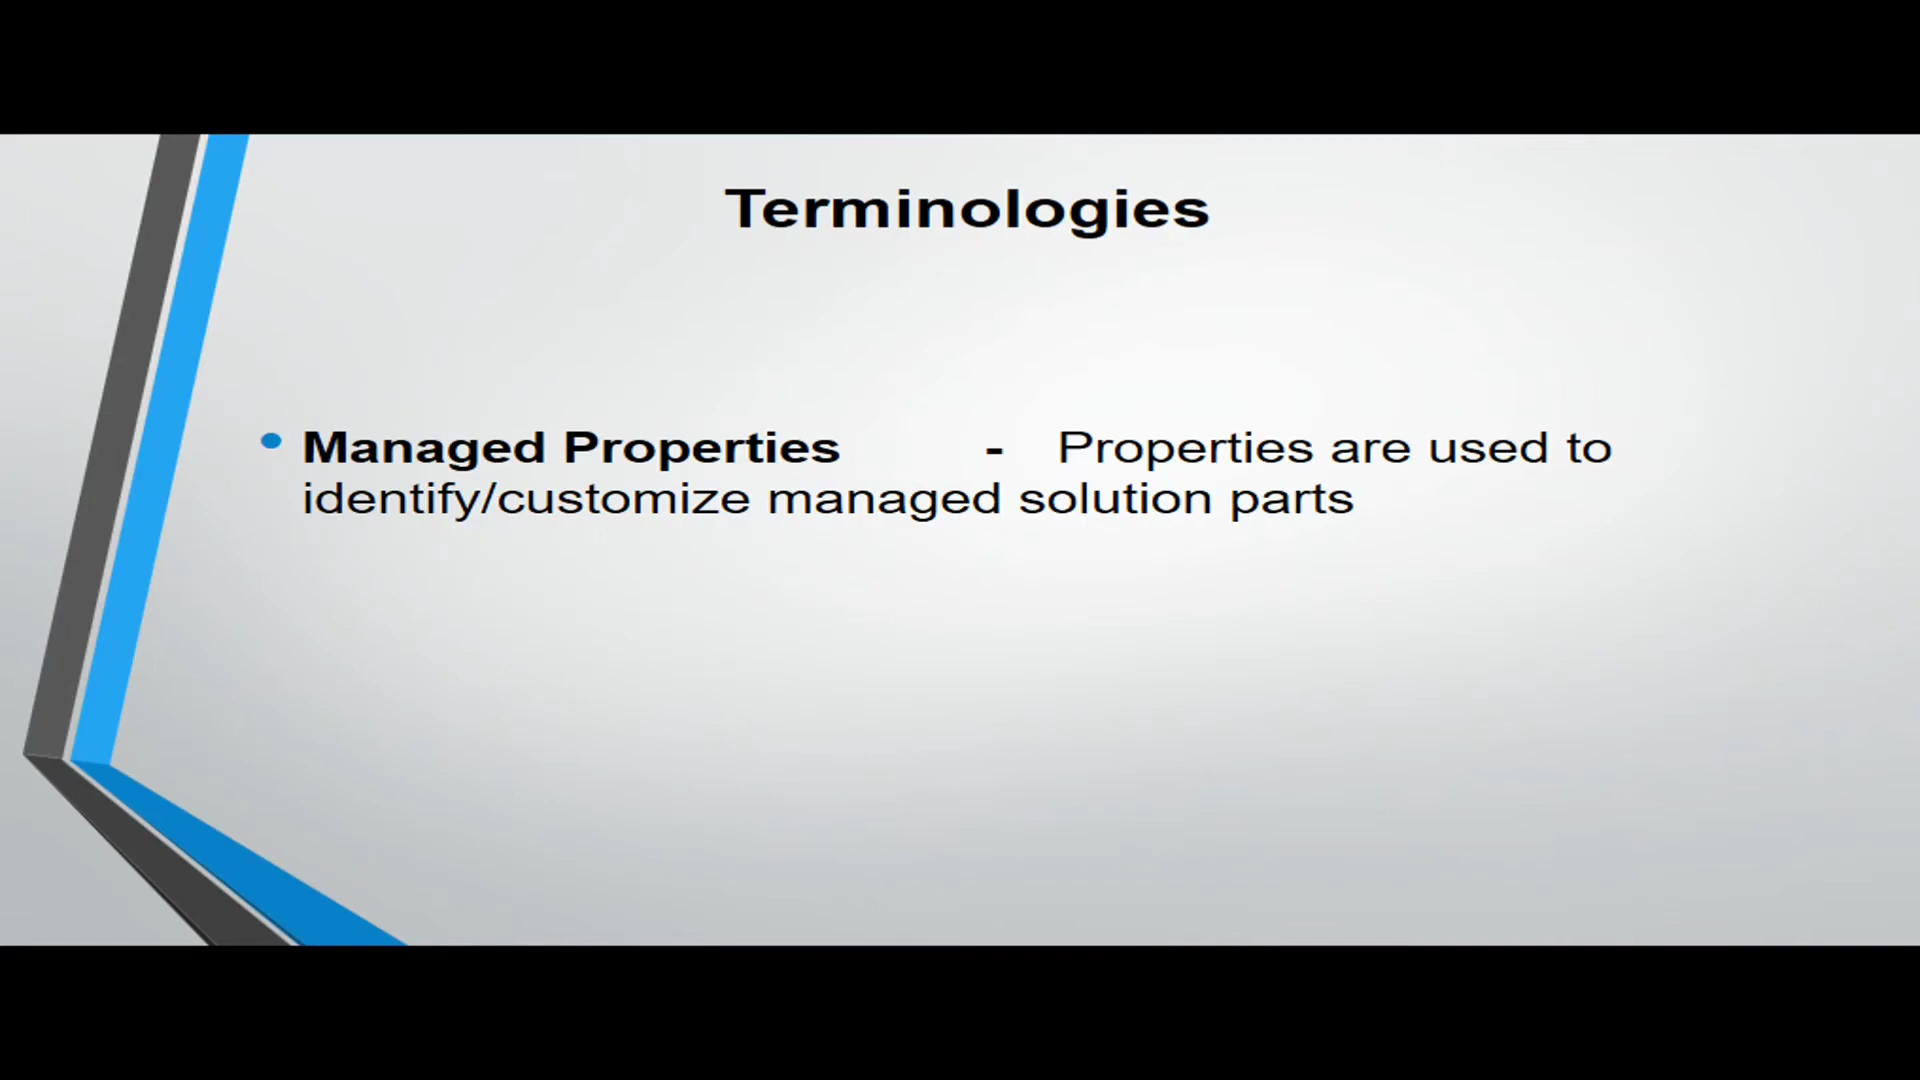 Terminologies
• Managed Properties - Properties are used to
identify/customize managed solution parts